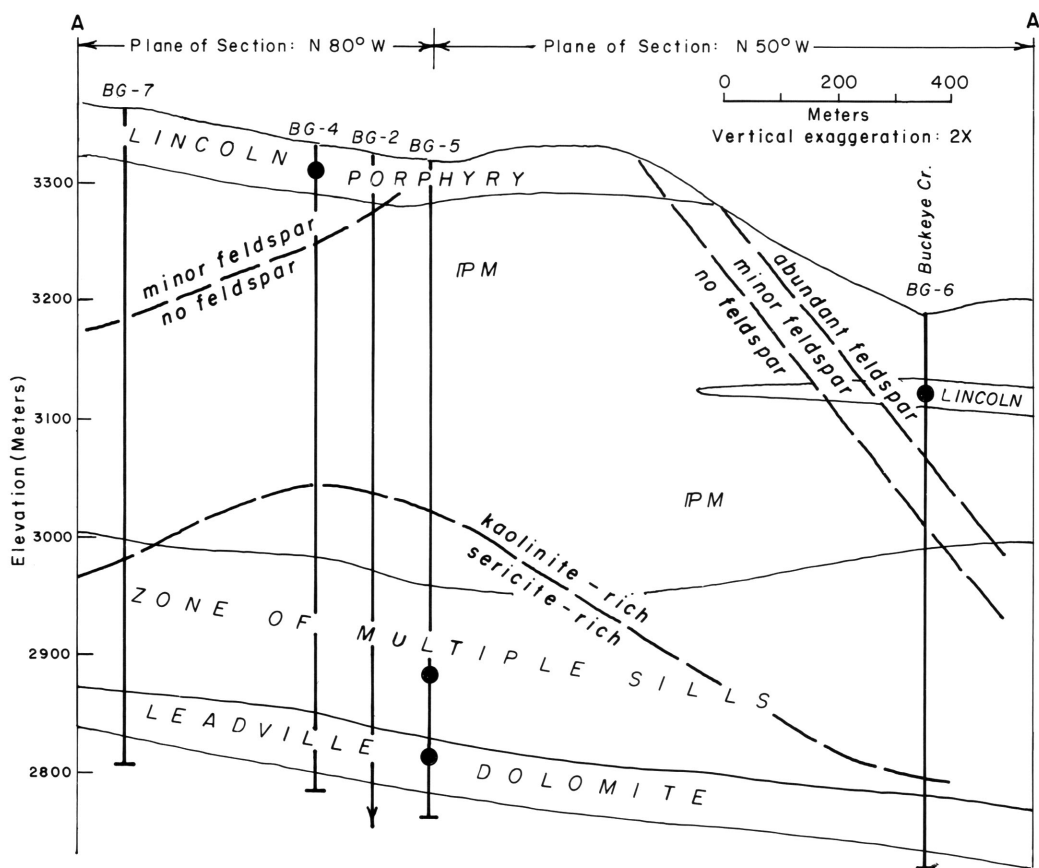 A A
Plane of Section: N 80° W Plane of Section: N 50° W
BG-7
0 200 400
Meters
Vertical exaggeration: 2X
BG-4 BG-2 BG-5
LINCOLN PORPHYRY
Buckeye Cr.
BG-6
Elevation (Meters)
3300
3200
3100
3000
2900
2800
minor feldspar
no feldspar
ℙM
abundant feldspar
minor feldspar
no feldspar
LINCOLN
ℙM
kaolinite-rich
sericite-rich
ZONE OF MULTIPLE SILLS
LEADVILLE DOLOMITE